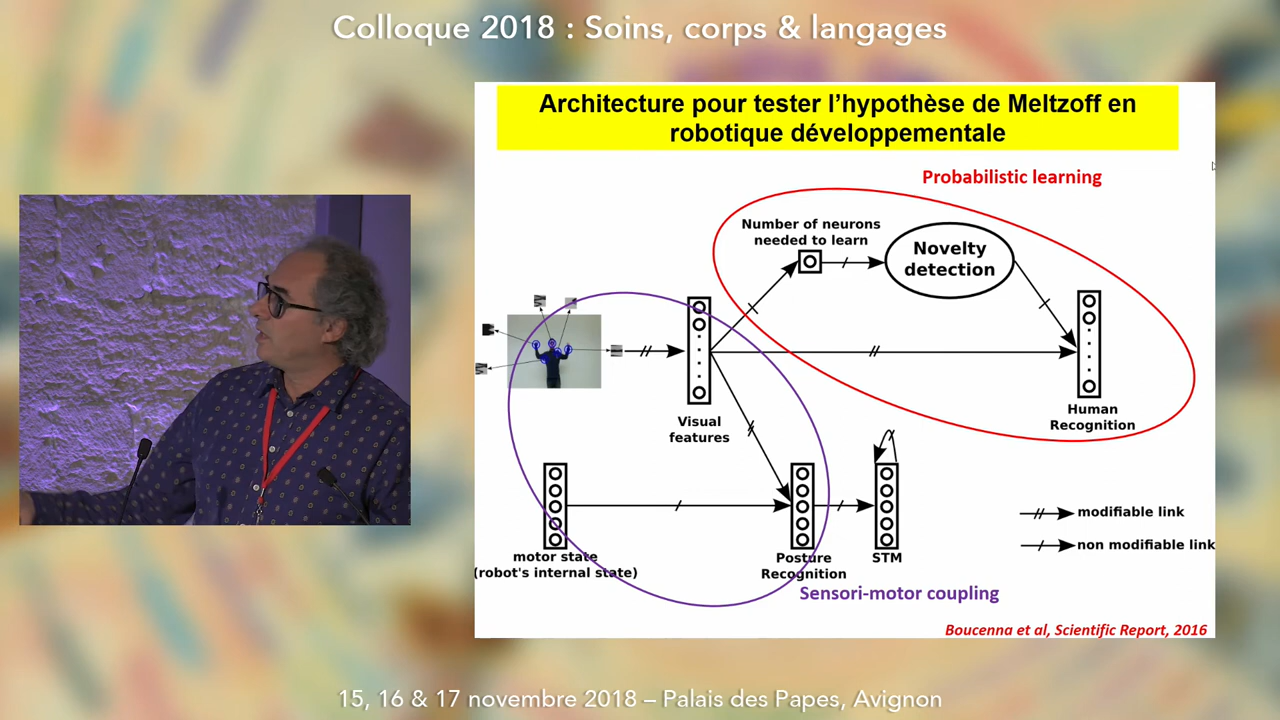 Colloque 2018 : Soins, corps & langages
Architecture pour tester l'hypothèse de Meltzoff en
robotique développementale
Probabilistic learning
Number of neurons
needed to learn
Novelty
detection
Visual
features
Human
Recognition
motor state
(robot's internal state)
Posture
Recognition
STM
modifiable link
non modifiable link
Sensori-motor coupling
Boucenna et al, Scientific Report, 2016
15, 16 & 17 novembre 2018 – Palais des Papes, Avignon